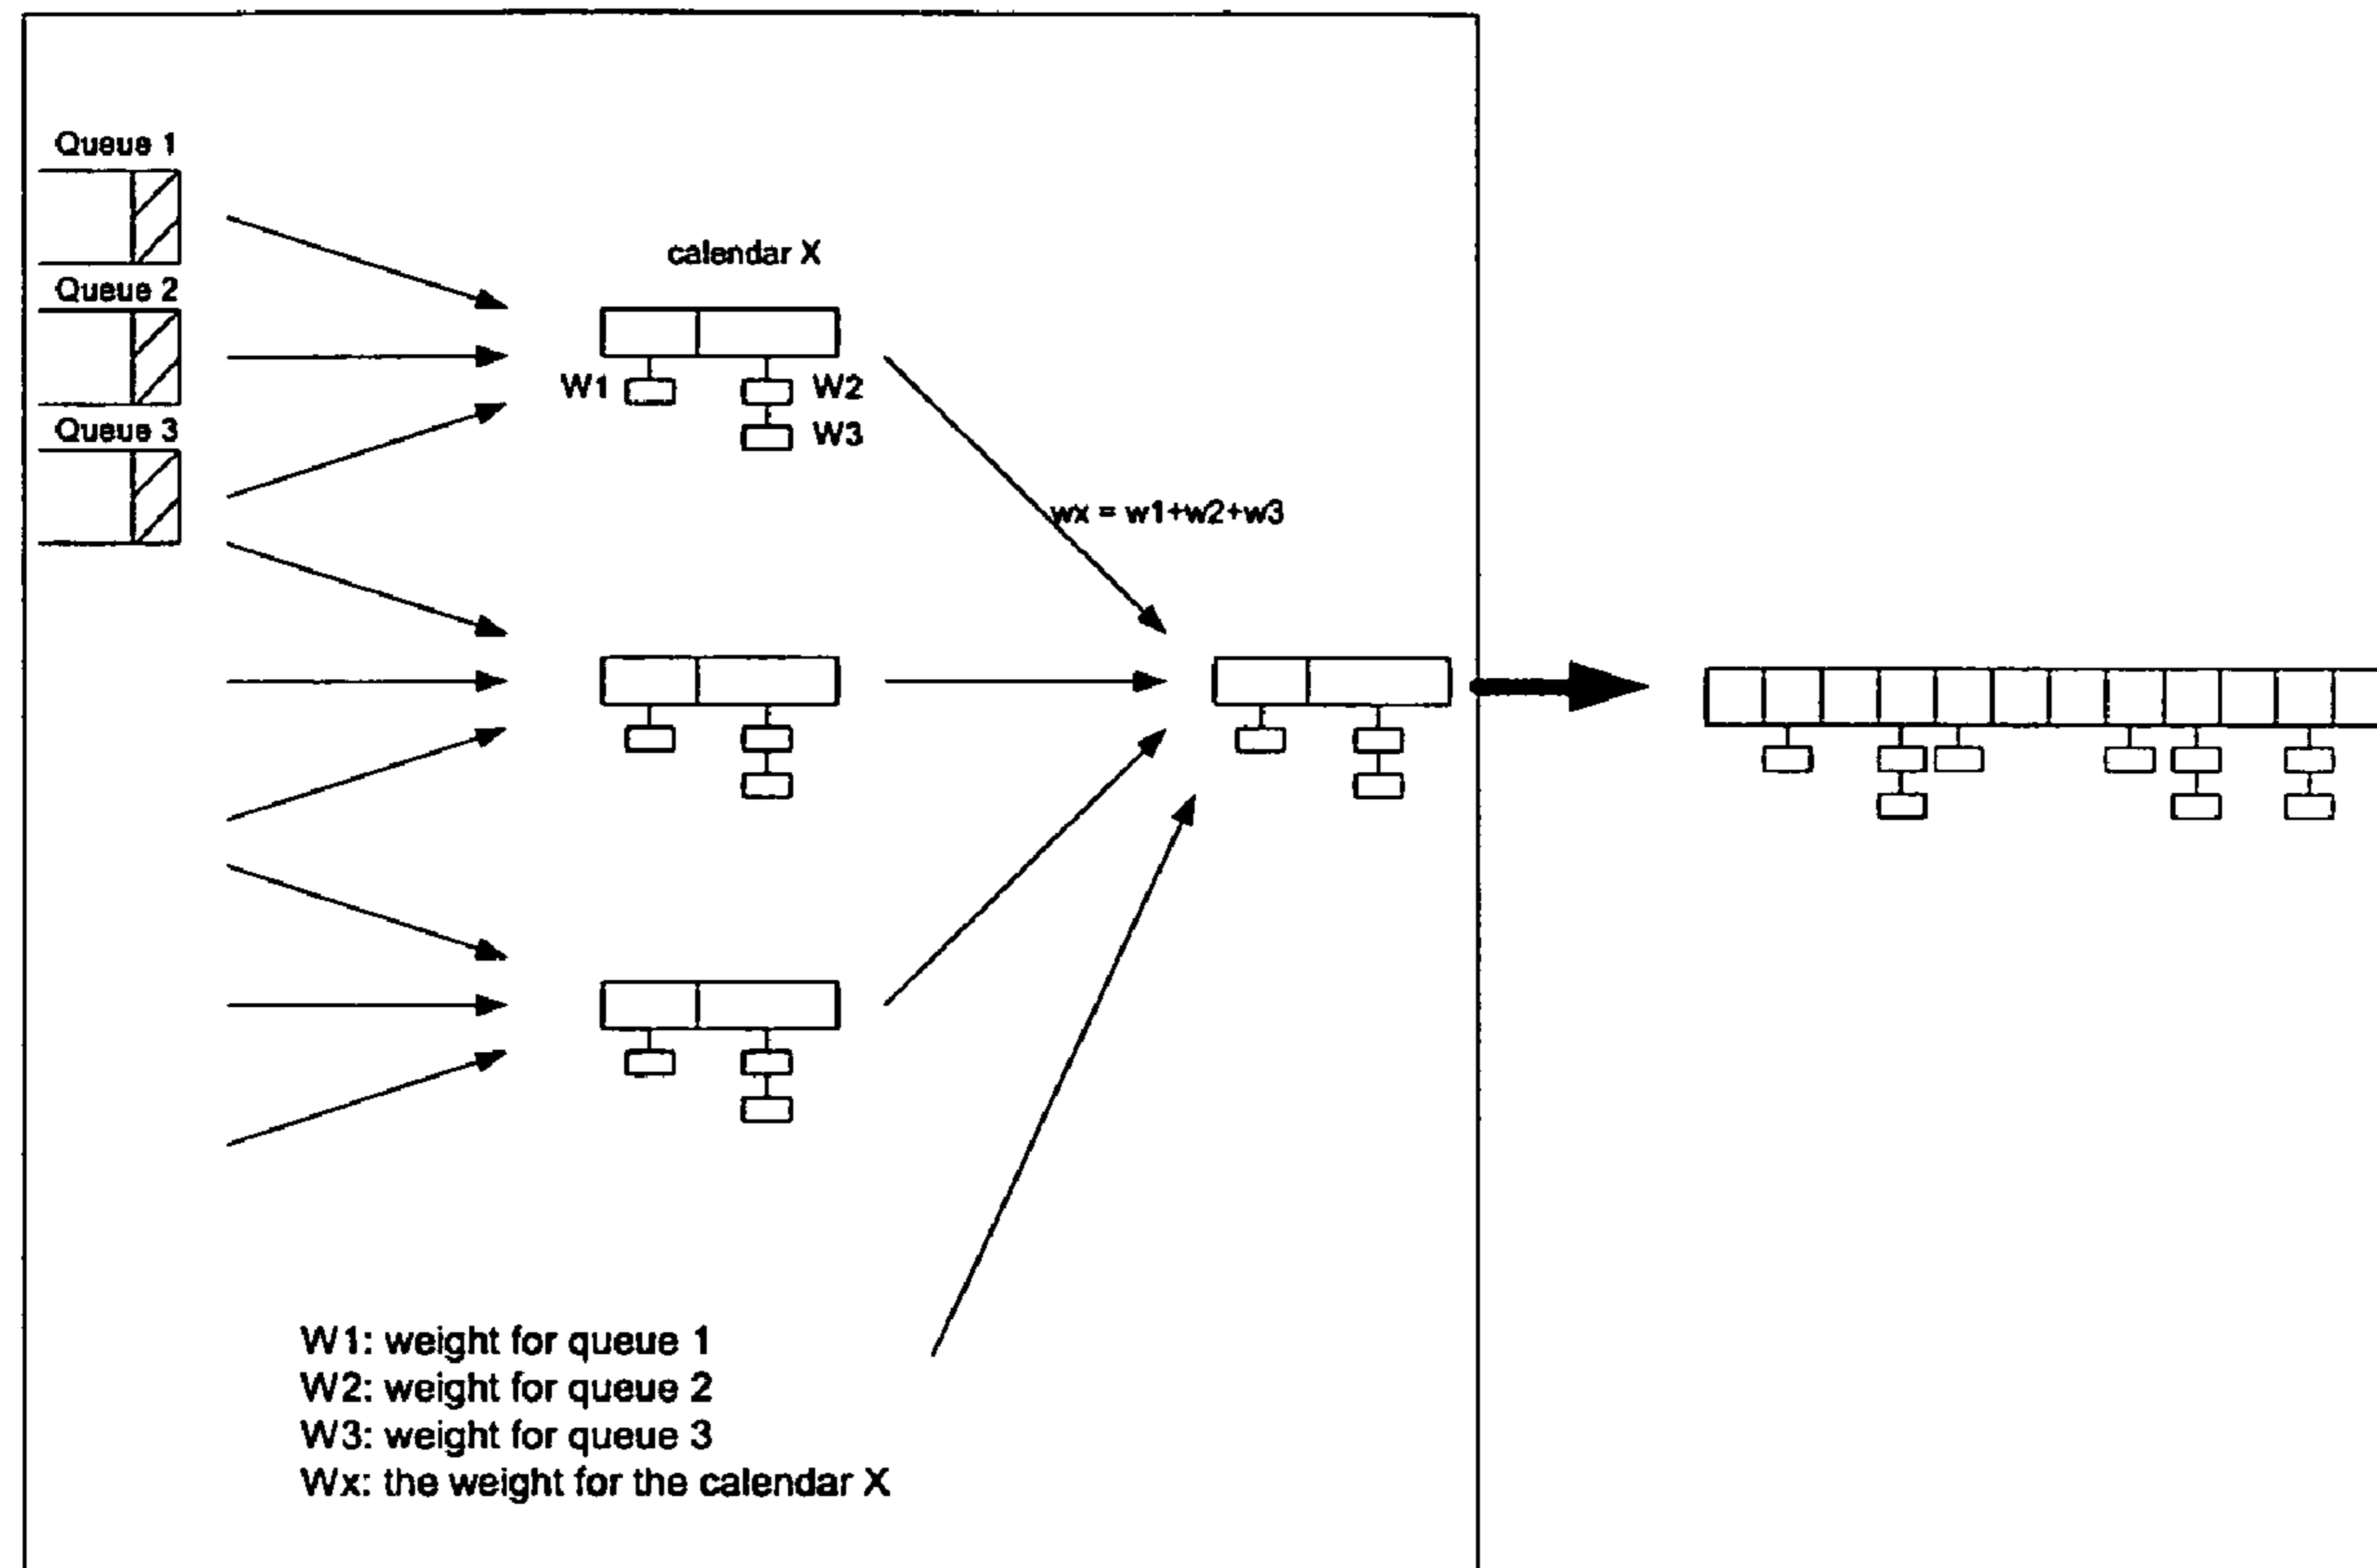 Queue 1
calendar X
Queue 2
W1
W2
Queue 3
W3
wx = w1+w2+w3
W1: weight for queue 1
W2: weight for queue 2
W3: weight for queue 3
Wx: the weight for the calendar X